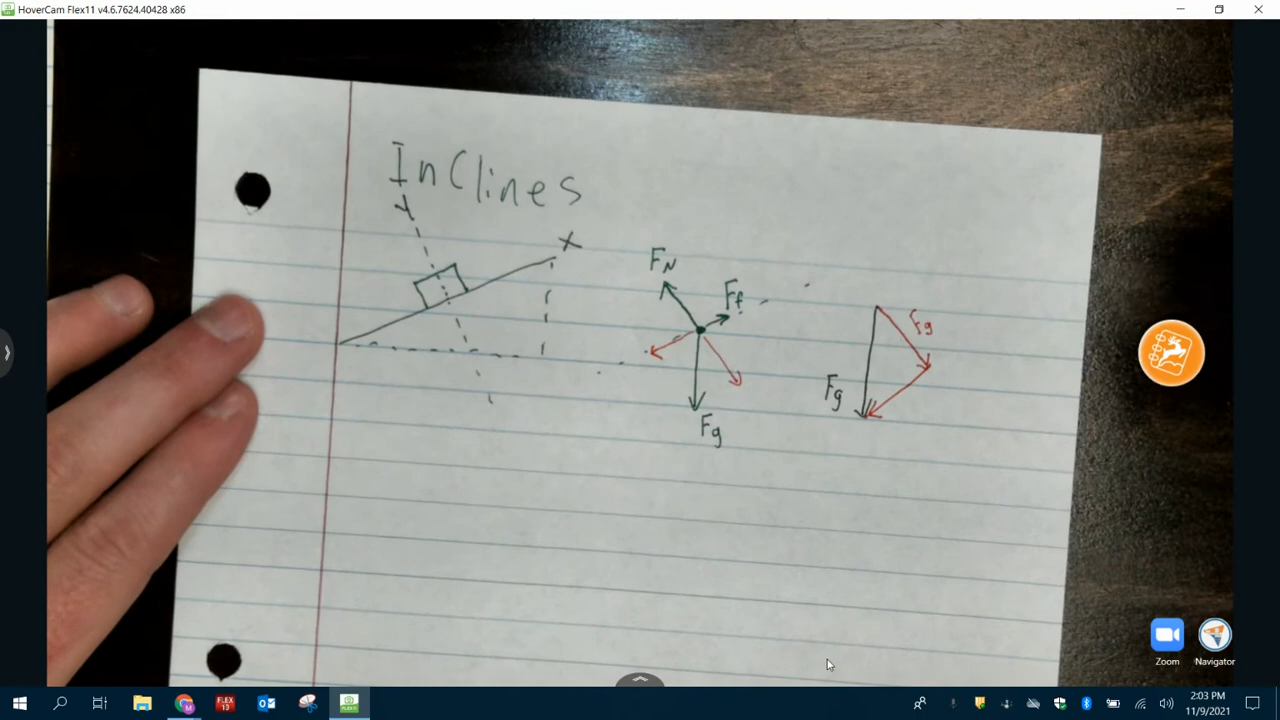 HoverCam Flex11 v4.6.7624.40428 x86
InClines
y
x
FN
Ff
Fg
Fg
Fg
Zoom
Navigator
FLEX
2:03 PM
11/9/2021